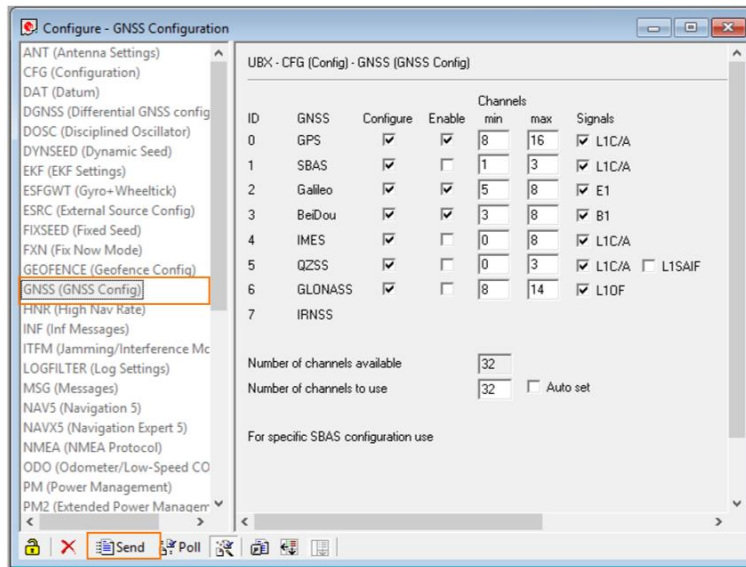 Configure - GNSS Configuration
ANT (Antenna Settings)
CFG (Configuration)
DAT (Datum)
DGNSS (Differential GNSS config
DOSC (Disciplined Oscillator)
DYNSEED (Dynamic Seed)
EKF (EKF Settings)
ESFGWT (Gyro+Wheeltick)
ESRC (External Source Config)
FIXSEED (Fixed Seed)
FXN (Fix Now Mode)
GEOFENCE (Geofence Config)
GNSS (GNSS Config)
HNR (High Nav Rate)
INF (Inf Messages)
ITFM (Jamming/Interference Mc
LOGFILTER (Log Settings)
MSG (Messages)
NAV5 (Navigation 5)
NAVX5 (Navigation Expert 5)
NMEA (NMEA Protocol)
ODO (Odometer/Low-Speed CO
PM (Power Management)
PM2 (Extended Power Managem
UBX - CFG (Config) - GNSS (GNSS Config)
Channels
ID GNSS Configure Enable min max Signals
0 GPS 8 16 L1C/A
1 SBAS 1 3 L1C/A
2 Galileo 5 8 E1
3 BeiDou 3 8 B1
4 IMES 0 8 L1C/A
5 QZSS 0 3 L1C/A L1SAIF
6 GLONASS 8 14 L1OF
7 IRNSS
Number of channels available 32
Number of channels to use 32 Auto set
For specific SBAS configuration use
Send Poll